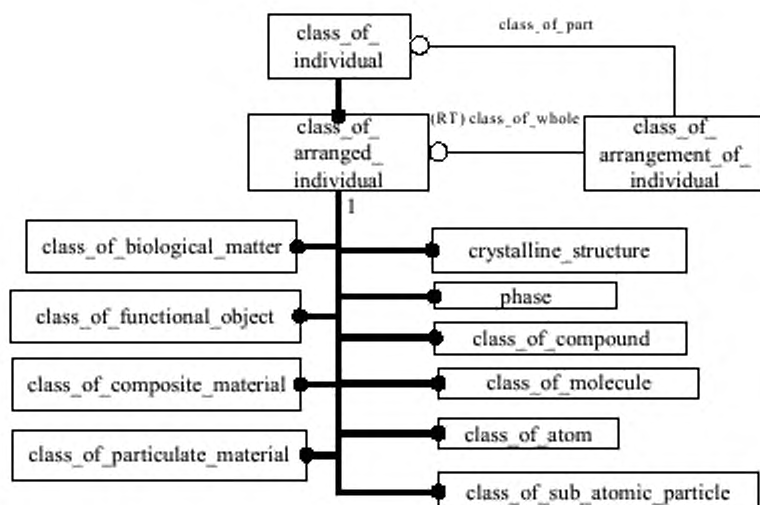 class_of_
individual
class_of_part
class_of_
arranged_
individual
(RT) class_of_whole
class_of_
arrangement_of_
individual
1
class_of_biological_matter
crystalline_structure
class_of_functional_object
phase
class_of_compound
class_of_composite_material
class_of_molecule
class_of_particulate_material
class_of_atom
class_of_sub_atomic_particle